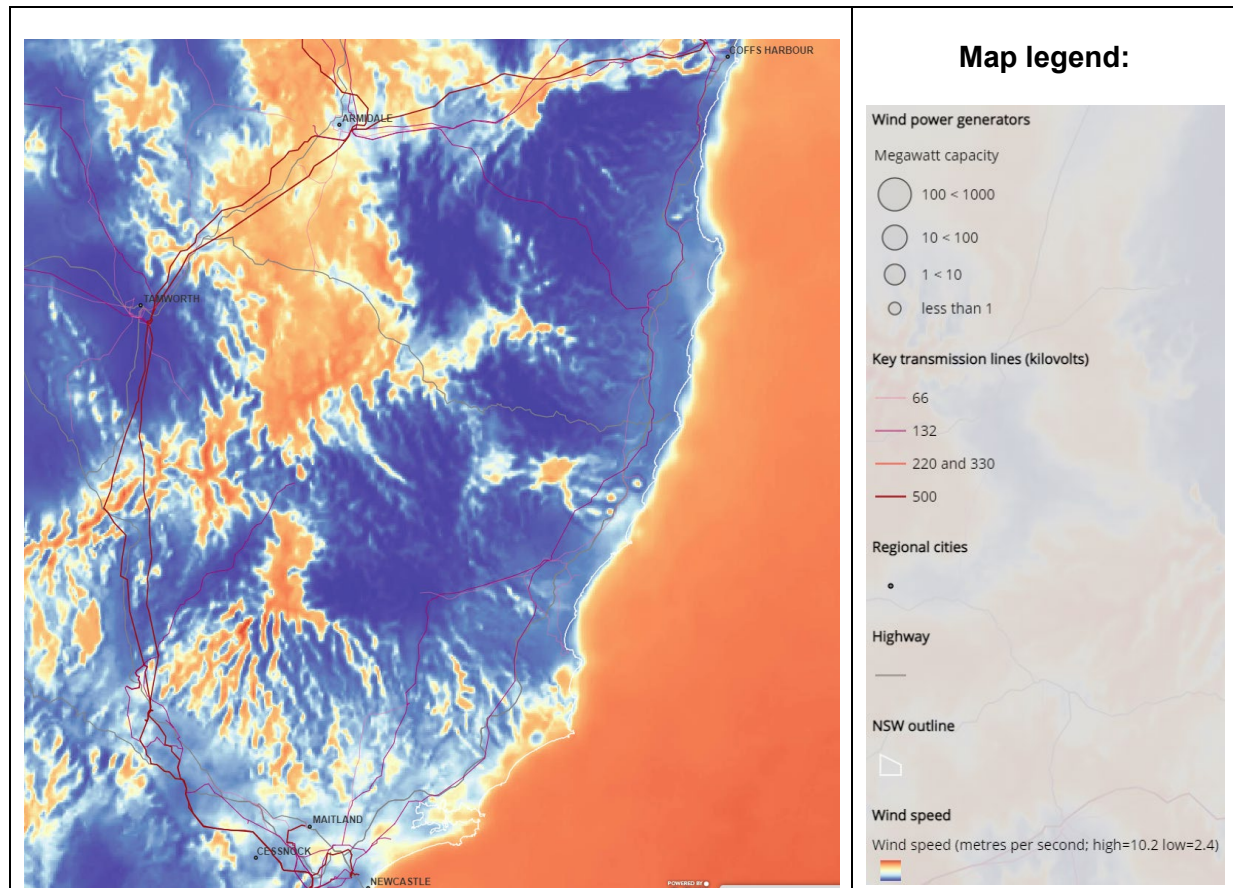 COFFS HARBOUR
ARMIDALE
TAMWORTH
MAITLAND
CESSNOCK
NEWCASTLE
POWERED BY
Map legend:
Wind power generators
Megawatt capacity
100 < 1000
10 < 100
1 < 10
less than 1
Key transmission lines (kilovolts)
66
132
220 and 330
500
Regional cities
Highway
NSW outline
Wind speed
Wind speed (metres per second; high=10.2 low=2.4)